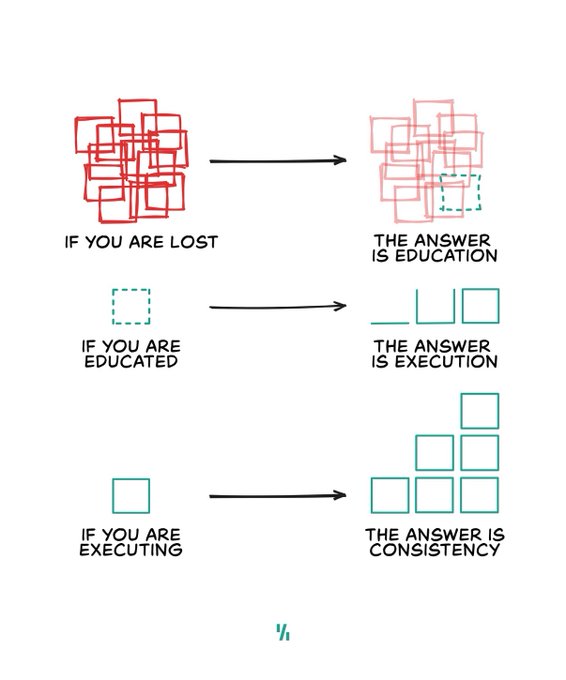 IF YOU ARE LOST
THE ANSWER
IS EDUCATION
IF YOU ARE
EDUCATED
THE ANSWER
IS EXECUTION
IF YOU ARE
EXECUTING
THE ANSWER IS
CONSISTENCY